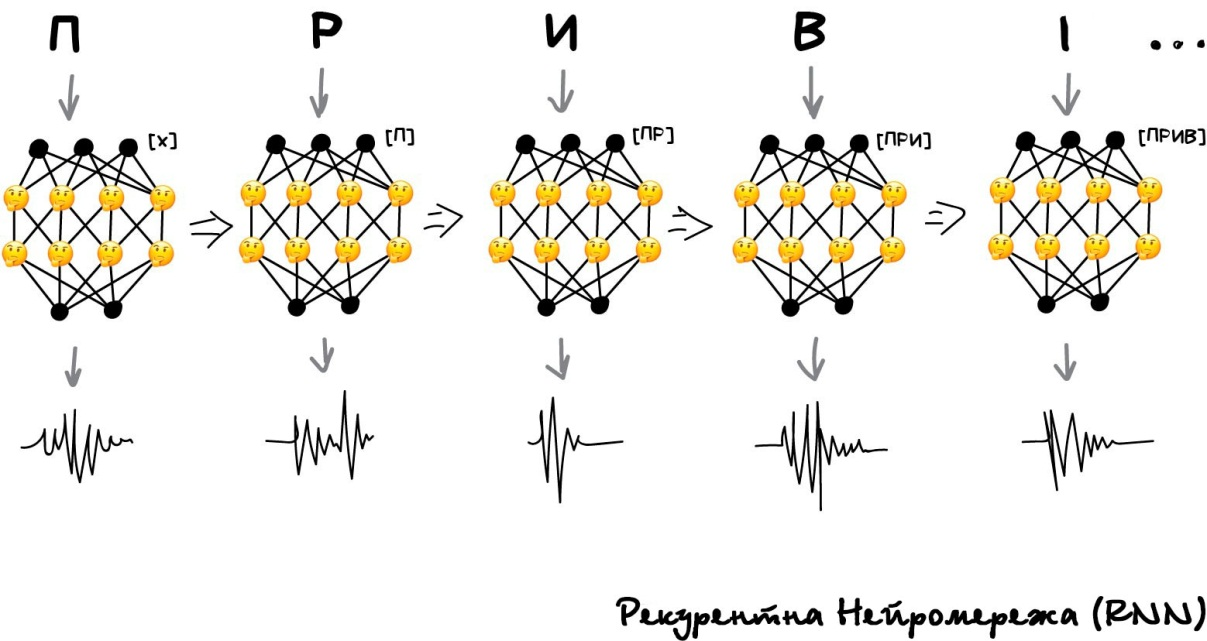 П Р И В І ...
[x] [П] [ПР] [ПРИ] [ПРИВ]
Рекурентна Нейромережа (RNN)